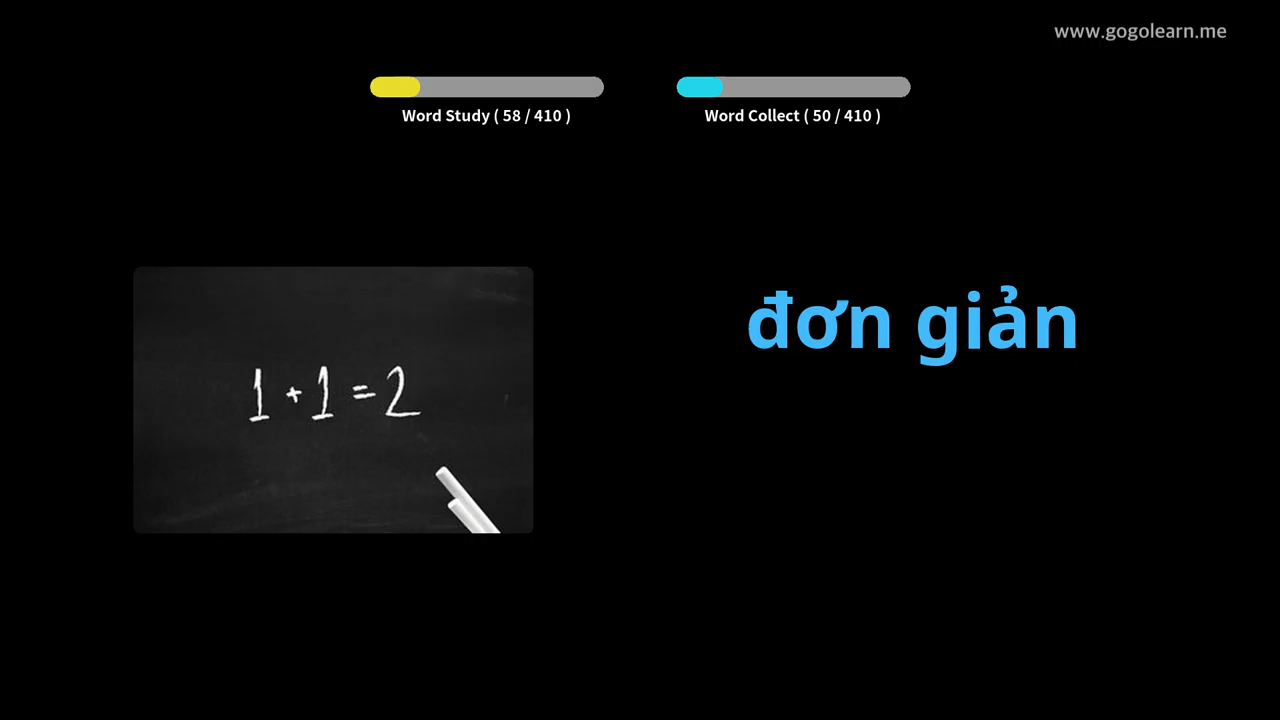 www.gogolearn.me
Word Study ( 58 / 410 )
Word Collect ( 50 / 410 )
đơn giản
1 + 1 = 2